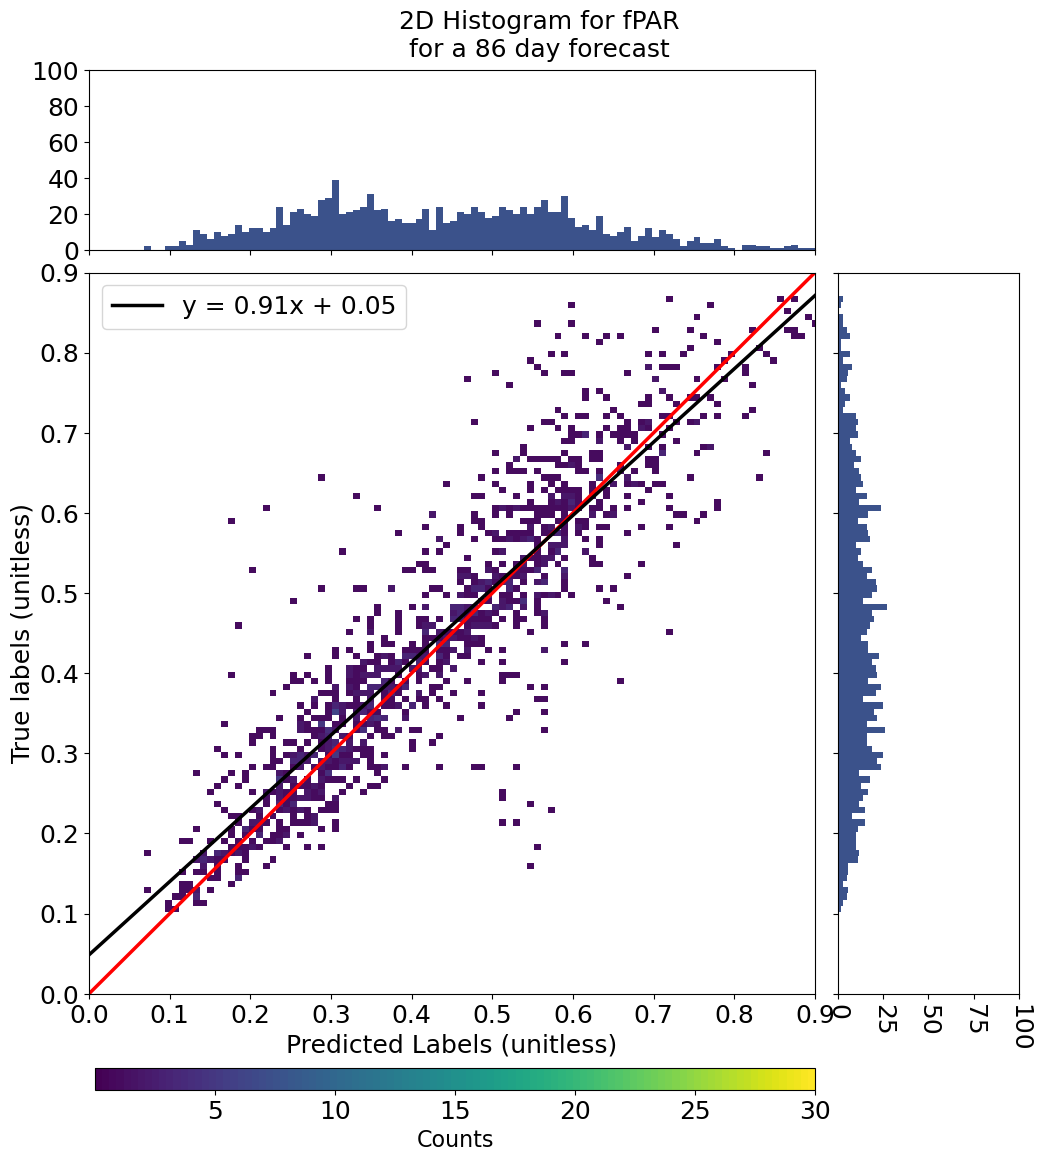 2D Histogram for fPAR
for a 86 day forecast
100
80
60
40
20
0
0.9
0.8
0.7
0.6
0.5
0.4
0.3
0.2
0.1
0.0
True labels (unitless)
y = 0.91x + 0.05
0.0 0.1 0.2 0.3 0.4 0.5 0.6 0.7 0.8 0.9
Predicted Labels (unitless)
0 25 50 75 100
5 10 15 20 25 30
Counts